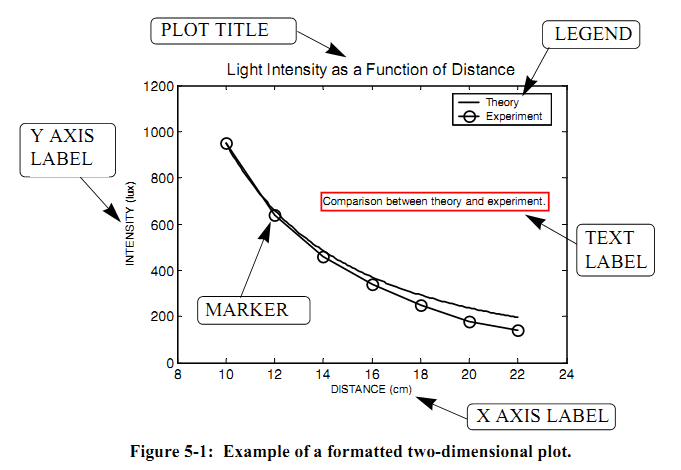 PLOT TITLE
LEGEND
Light Intensity as a Function of Distance
1200
1000
800
600
400
200
0
Theory
Experiment
Y AXIS
LABEL
INTENSITY (lux)
Comparison between theory and experiment.
TEXT
LABEL
MARKER
8 10 12 14 16 18 20 22 24
DISTANCE (cm)
X AXIS LABEL
Figure 5-1: Example of a formatted two-dimensional plot.